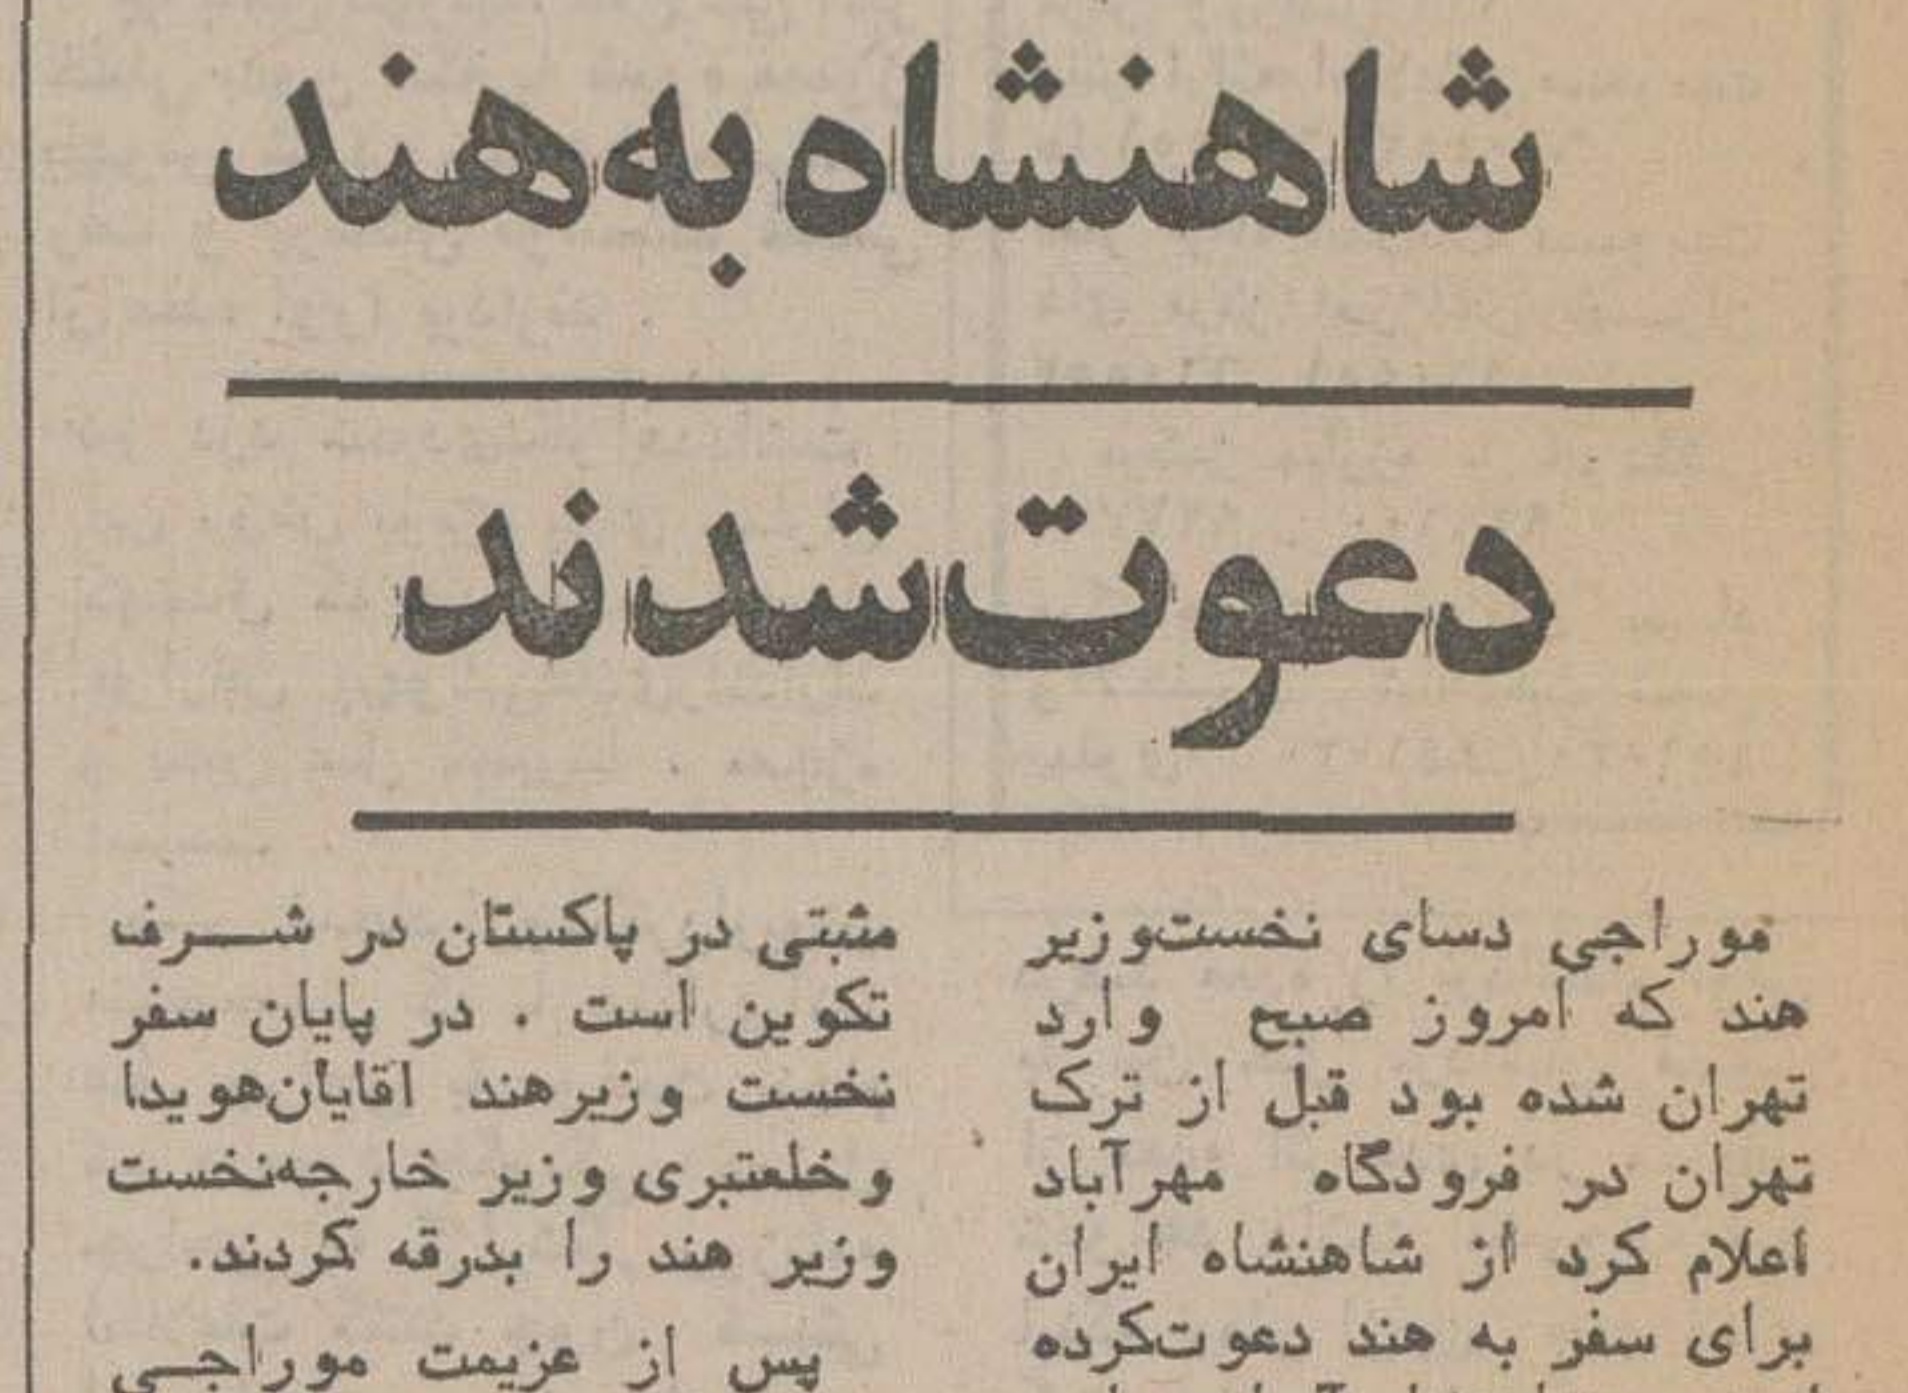 شاهنشاه به هند
دعوت شدند
موراجی دسای نخست‌وزیر
هند که امروز صبح وارد
تهران شده بود قبل از ترک
تهران در فرودگاه مهرآباد
اعلام کرد از شاهنشاه ایران
برای سفر به هند دعوت‌کرده
مثبتی در پاکستان در شـرف
تکوین است . در پایان سفر
نخست وزیرهند اقایان‌هویدا
وخلعتبری وزیر خارجه‌نخست
وزیر هند را بدرقه کردند.
پس از عزیمت موراجـی